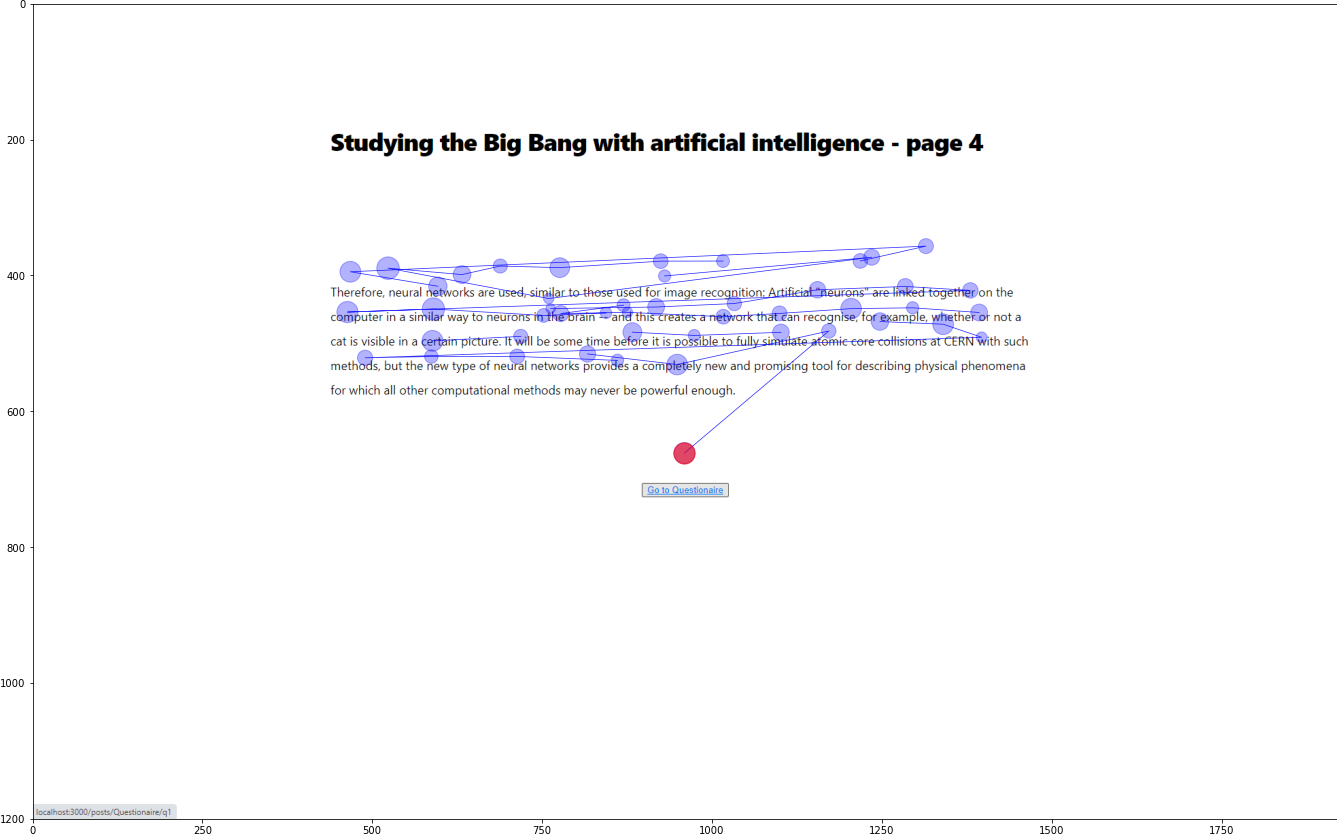 Studying the Big Bang with artificial intelligence - page 4
Therefore, neural networks are used, similar to those used for image recognition: Artificial "neurons" are linked together on the
computer in a similar way to neurons in the brain — and this creates a network that can recognise, for example, whether or not a
cat is visible in a certain picture. It will be some time before it is possible to fully simulate atomic core collisions at CERN with such
methods, but the new type of neural networks provides a completely new and promising tool for describing physical phenomena
for which all other computational methods may never be powerful enough.
Go to Questionaire
localhost:3000/posts/Questionaire/q1
0
200
400
600
800
1000
1200
0
250
500
750
1000
1250
1500
1750